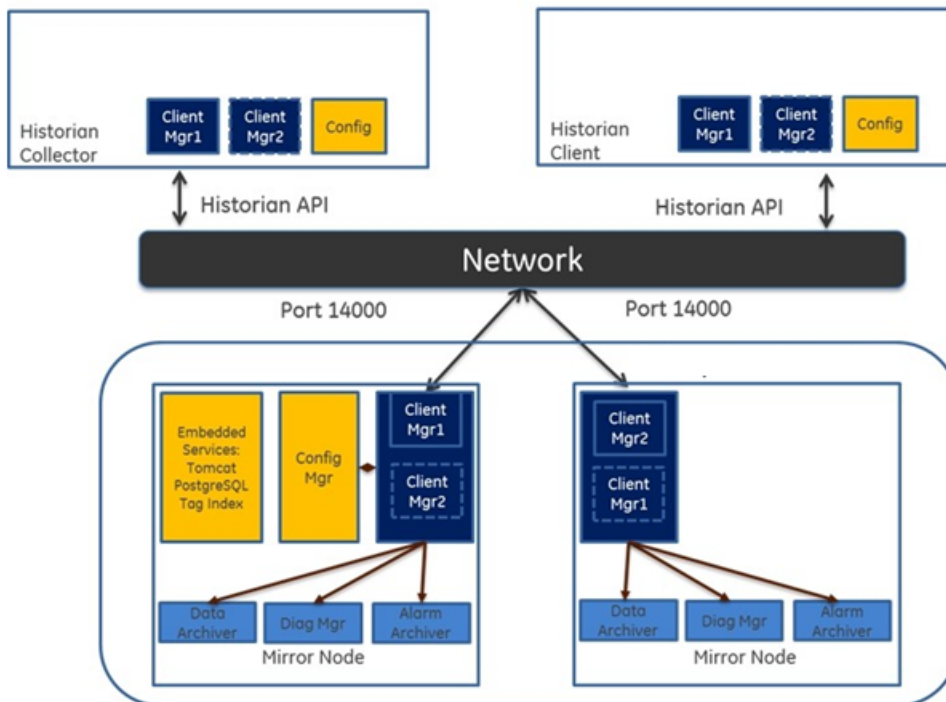 Historian
Collector
Client
Mgr1
Client
Mgr2
Config
Historian
Client
Client
Mgr1
Client
Mgr2
Config
Historian API
Historian API
Network
Port 14000
Port 14000
Embedded
Services:
Tomcat
PostgreSQL
Tag Index
Config
Mgr
Client
Mgr1
Client
Mgr2
Client
Mgr2
Client
Mgr1
Data
Archiver
Diag Mgr
Alarm
Archiver
Mirror Node
Data
Archiver
Diag Mgr
Alarm
Archiver
Mirror Node